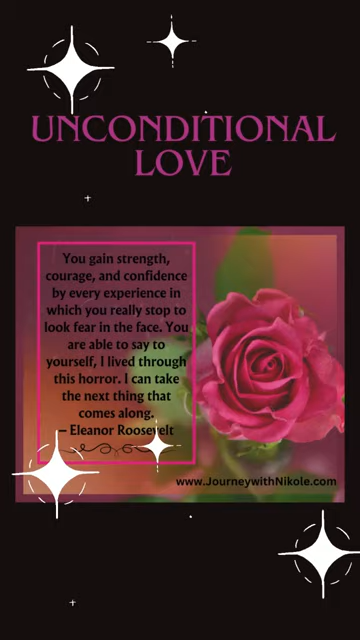 UNCONDITIONAL
LOVE
You gain strength,
courage, and confidence
by every experience in
which you really stop to
look fear in the face. You
are able to say to
yourself, I lived through
this horror. I can take
the next thing that
comes along.
– Eleanor Roosevelt
www.JourneywithNikole.com